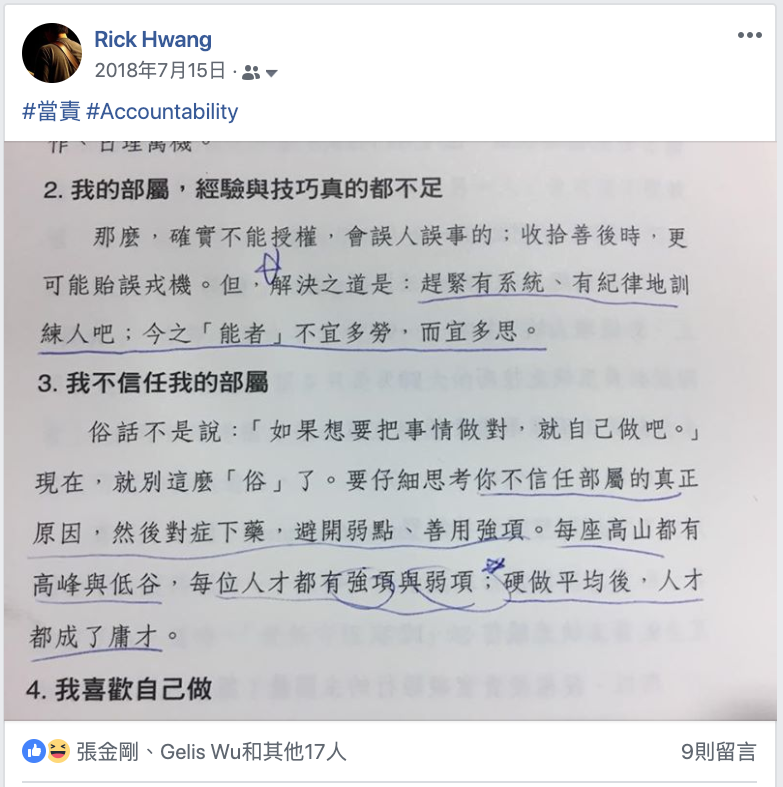 Rick Hwang
2018年7月15日
#當責 #Accountability
作、日理萬機。
2. 我的部屬，經驗與技巧真的都不足
那麼，確實不能授權，會誤人誤事的；收拾善後時，更
可能貽誤戎機。但，解決之道是：趕緊有系統、有紀律地訓
練人吧；今之「能者」不宜多勞，而宜多思。
3. 我不信任我的部屬
俗話不是說：「如果想要把事情做對，就自己做吧。」
現在，就別這麼「俗」了。要仔細思考你不信任部屬的真正
原因，然後對症下藥，避開弱點、善用強項。每座高山都有
高峰與低谷，每位人才都有強項與弱項；硬做平均後，人才
都成了庸才。
4. 我喜歡自己做
張金剛、Gelis Wu和其他17人
9則留言